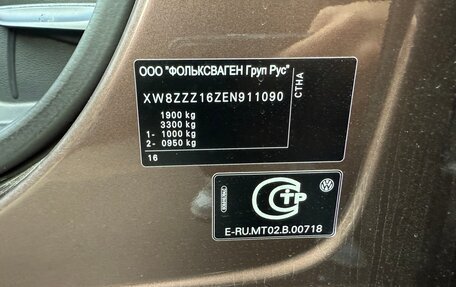 ООО "ФОЛЬКСВАГЕН Груп Рус"
XW8ZZZ16ZEN911090
1900 kg
3300 kg
1- 1000 kg
2- 0950 kg
16
CTHA
E-RU.MT02.B.00718